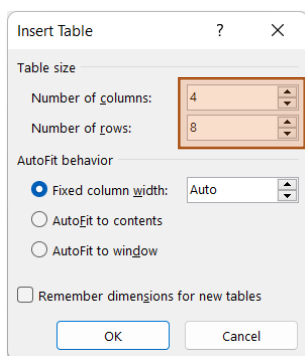 Insert Table ?
Table size
Number of columns: 4
Number of rows: 8
AutoFit behavior
Fixed column width: Auto
AutoFit to contents
AutoFit to window
Remember dimensions for new tables
OK Cancel